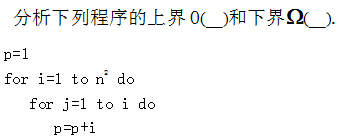 分析下列程序的上界 O(__)和下界Ω(__).
p=1
for i=1 to n² do
for j=1 to i do
p=p+i